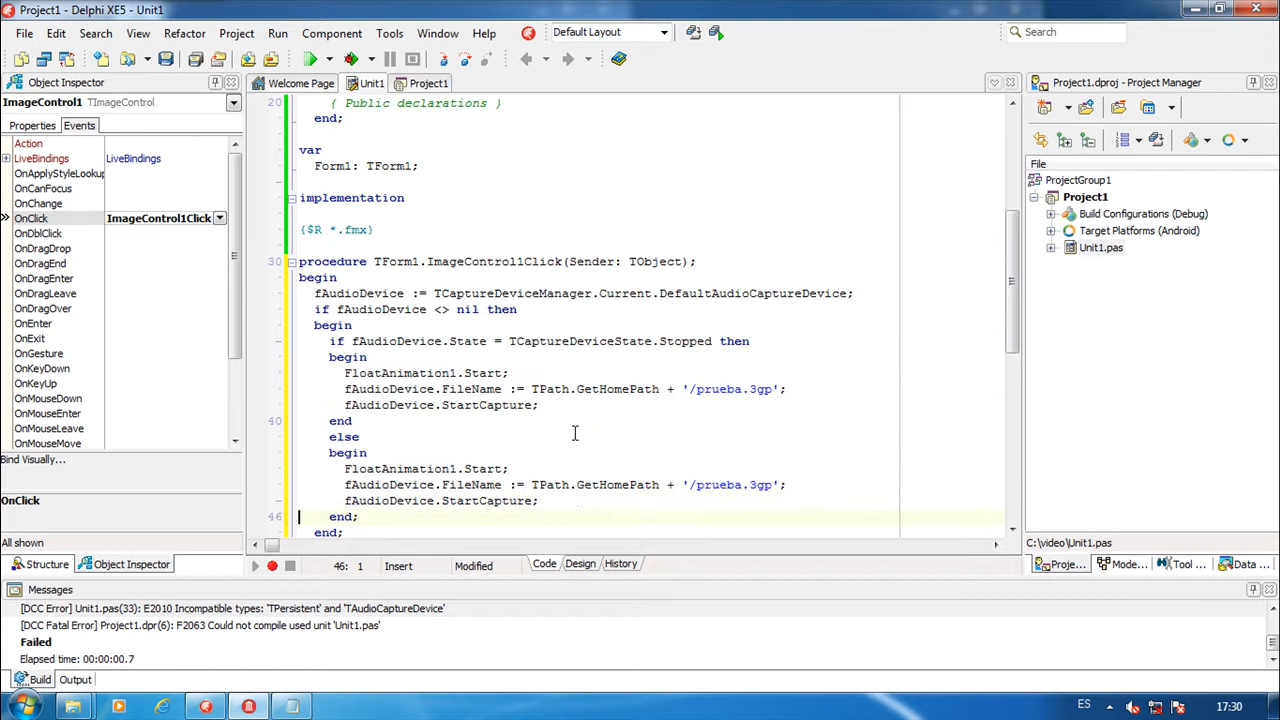 Project1 - Delphi XE5 - Unit1
File Edit Search View Refactor Project Run Component Tools Window Help Default Layout Search
Object Inspector Welcome Page Unit1 Project1 Project1.dproj - Project Manager
ImageControl1 TImageControl
Properties Events
Action
LiveBindings LiveBindings
OnApplyStyleLookup
OnCanFocus
OnChange
OnClick ImageControl1Click
OnDblClick
OnDragDrop
OnDragEnd
OnDragEnter
OnDragLeave
OnDragOver
OnEnter
OnExit
OnGesture
OnKeyDown
OnKeyUp
OnMouseDown
OnMouseEnter
OnMouseLeave
OnMouseMove
Bind Visually...
OnClick
All shown
Structure Object Inspector
20 { Public declarations }
end;
var
Form1: TForm1;
implementation
{$R *.fmx}
30 procedure TForm1.ImageControl1Click(Sender: TObject);
begin
fAudioDevice := TCaptureDeviceManager.Current.DefaultAudioCaptureDevice;
if fAudioDevice <> nil then
begin
if fAudioDevice.State = TCaptureDeviceState.Stopped then
begin
FloatAnimation1.Start;
fAudioDevice.FileName := TPath.GetHomePath + '/prueba.3gp';
fAudioDevice.StartCapture;
40 end
else
begin
FloatAnimation1.Start;
fAudioDevice.FileName := TPath.GetHomePath + '/prueba.3gp';
fAudioDevice.StartCapture;
46 end;
end;
46: 1 Insert Modified Code Design History
File
ProjectGroup1
Project1
Build Configurations (Debug)
Target Platforms (Android)
Unit1.pas
C:\video\Unit1.pas
Proje... Mode... Tool ... Data ...
Messages
[DCC Error] Unit1.pas(33): E2010 Incompatible types: 'TPersistent' and 'TAudioCaptureDevice'
[DCC Fatal Error] Project1.dpr(6): F2063 Could not compile used unit 'Unit1.pas'
Failed
Elapsed time: 00:00:00.7
Build Output
ES 17:30